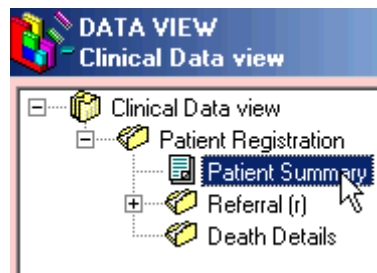 DATA VIEW
Clinical Data view
Clinical Data view
Patient Registration
Patient Summary
Referral (r)
Death Details